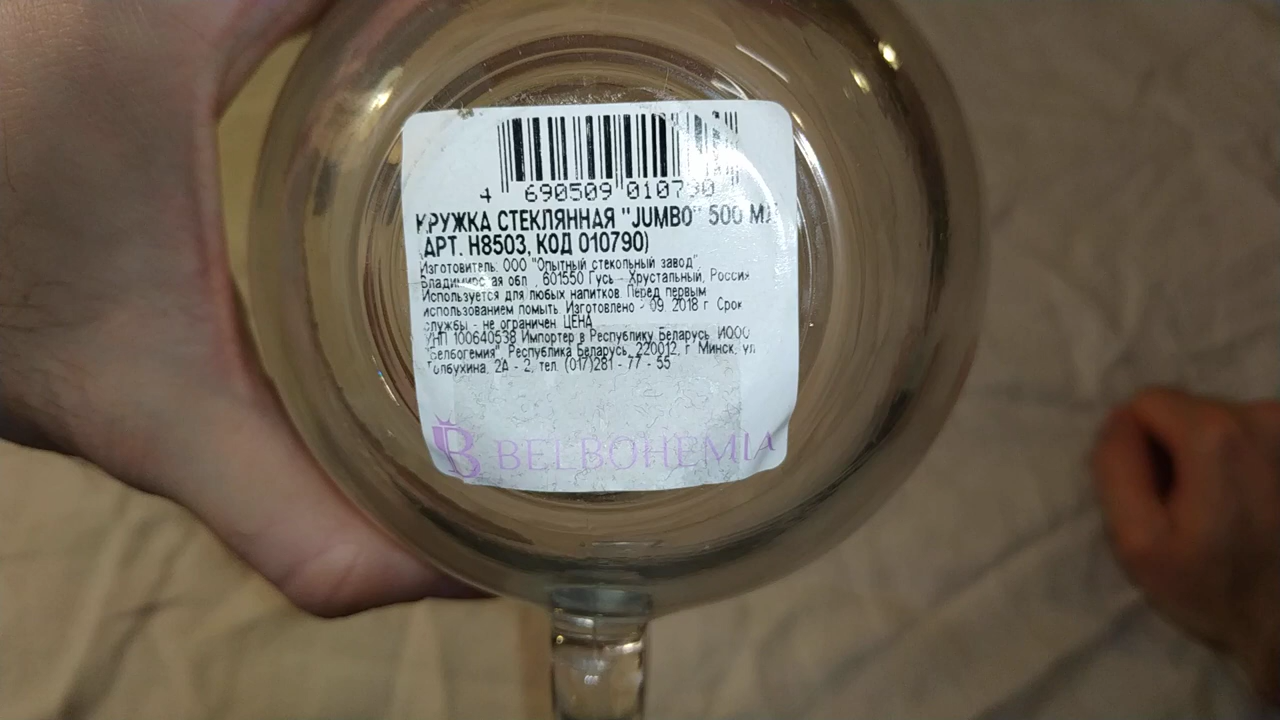 4 690509 010790
КРУЖКА СТЕКЛЯННАЯ "JUMBO" 500 МЛ
(АРТ. H8503, КОД 010790)
Изготовитель: ООО "Опытный стекольный завод",
Владимирская обл., 601550 Гусь - Хрустальный, Россия
Используется для любых напитков. Перед первым
использованием помыть. Изготовлено - 09. 2018 г. Срок
службы - не ограничен. ЦЕНА
УНП 100640538 Импортер в Республику Беларусь: ИООО
"Белбогемия", Республика Беларусь, 220012, г. Минск, ул.
Толбухина, 2А - 2, тел. (017)281 - 77 - 55
B BELBOHEMIA